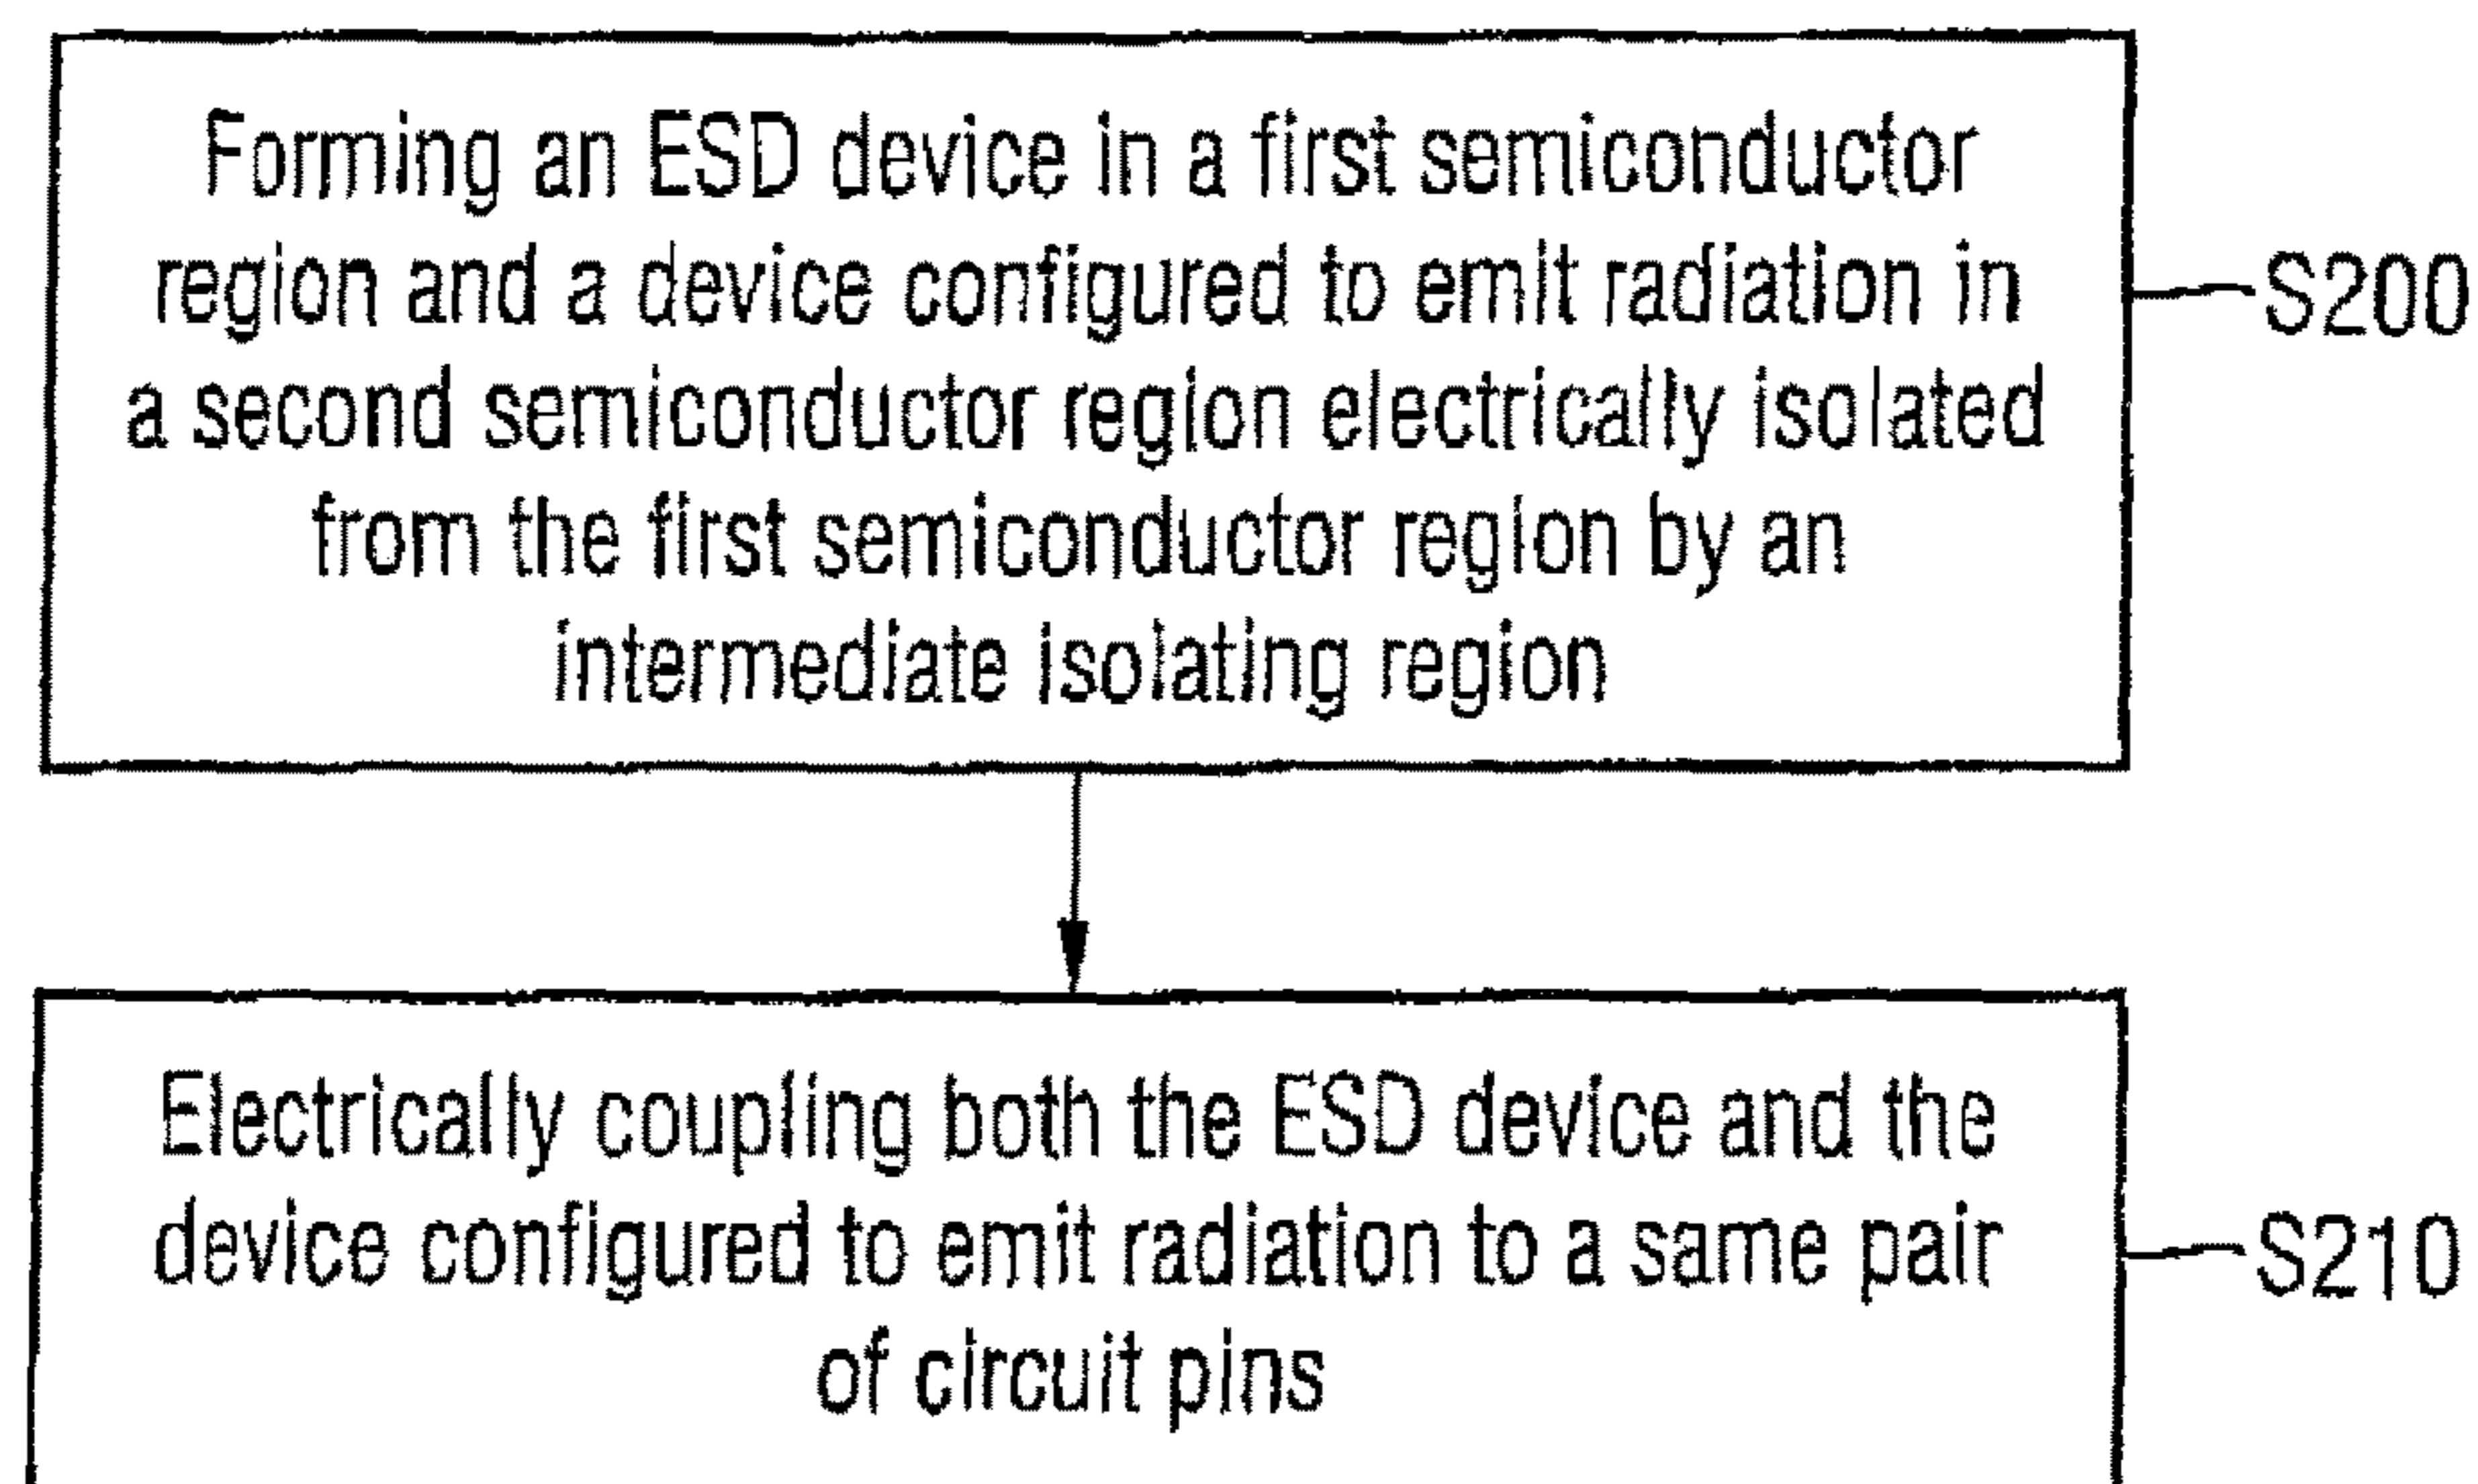 Forming an ESD device in a first semiconductor
region and a device configured to emit radiation in
a second semiconductor region electrically isolated
from the first semiconductor region by an
intermediate isolating region
S200
Electrically coupling both the ESD device and the
device configured to emit radiation to a same pair
of circuit pins
S210